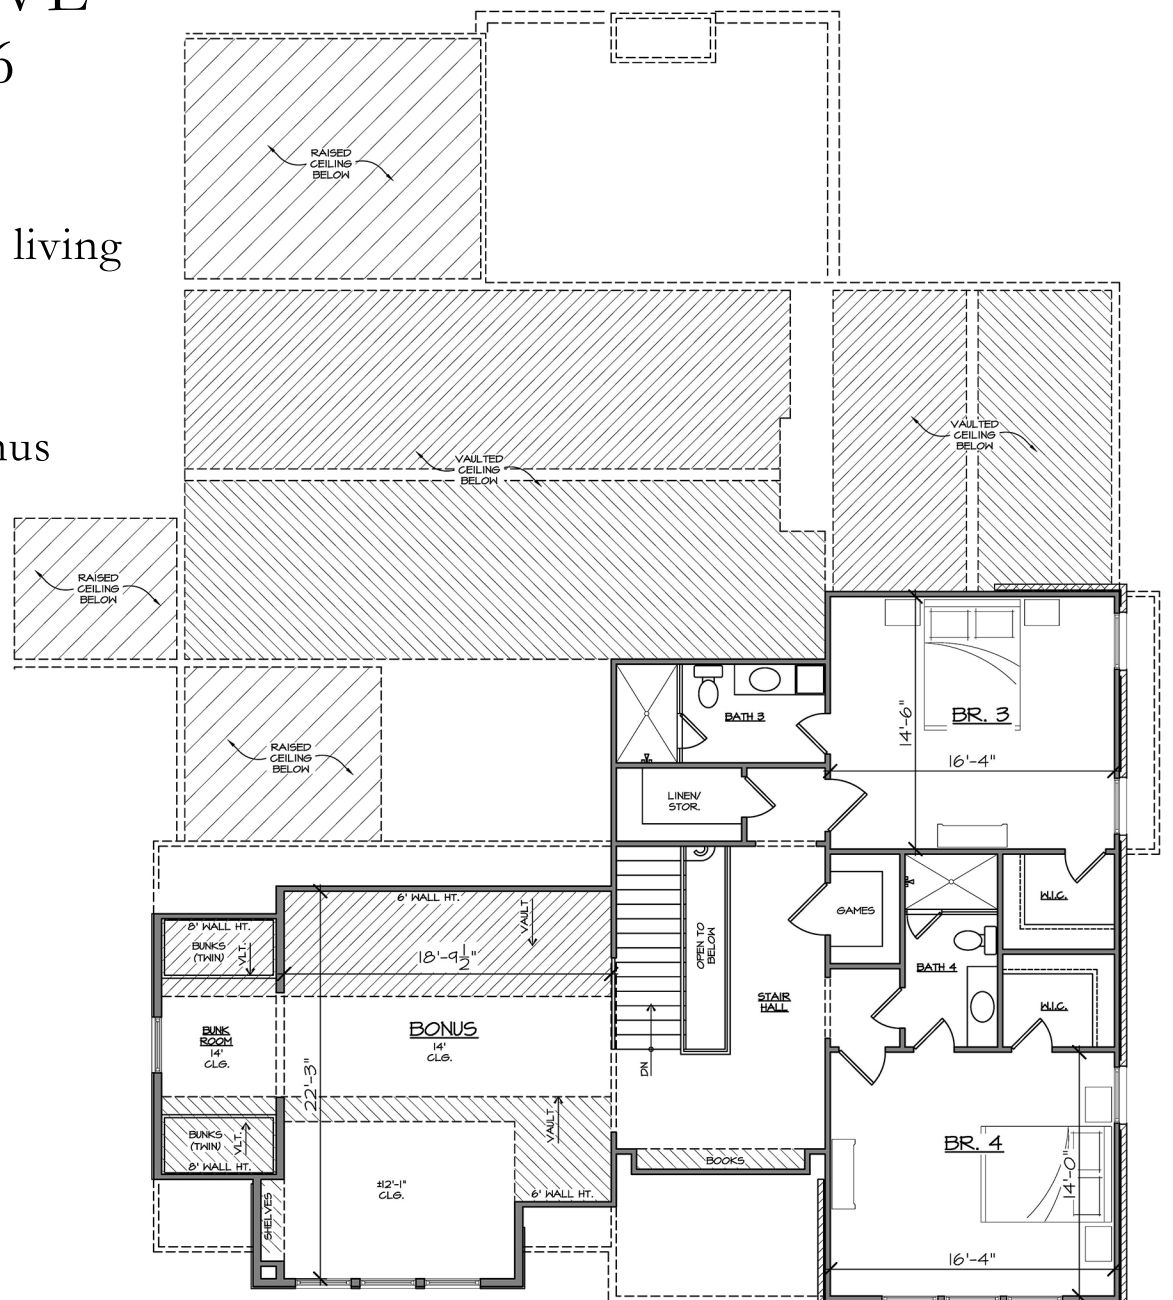 VE
6
living
nus
RAISED
CEILING
BELOW
VAULTED
CEILING
BELOW
VAULTED
CEILING
BELOW
RAISED
CEILING
BELOW
RAISED
CEILING
BELOW
BATH 3
BR. 3
14'-6"
16'-4"
LINEN/
STOR.
6' WALL HT.
VAULT
8' WALL HT.
BUNKS
(TWIN)
VLT.
18'-9½"
OPEN TO
BELOW
GAMES
W.I.C.
BATH 4
STAIR
HALL
W.I.C.
BUNK
ROOM
14'
CLG.
BONUS
14'
CLG.
22'-3"
DN
BUNKS
(TWIN)
VLT.
8' WALL HT.
VAULT
BOOKS
BR. 4
14'-0"
±12'-1"
CLG.
6' WALL HT.
SHELVES
16'-4"